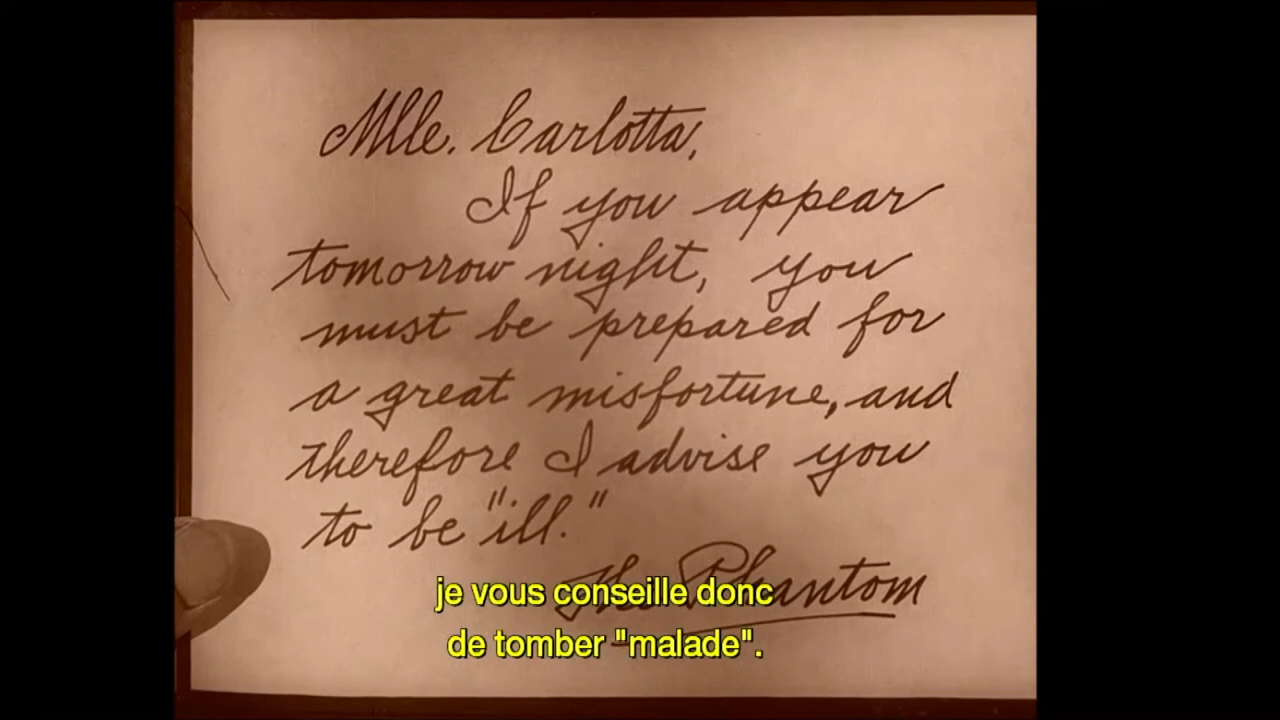 Mlle. Carlotta,
If you appear
tomorrow night, you
must be prepared for
a great misfortune, and
therefore I advise you
to be "ill."
The Phantom
je vous conseille donc
de tomber "malade".